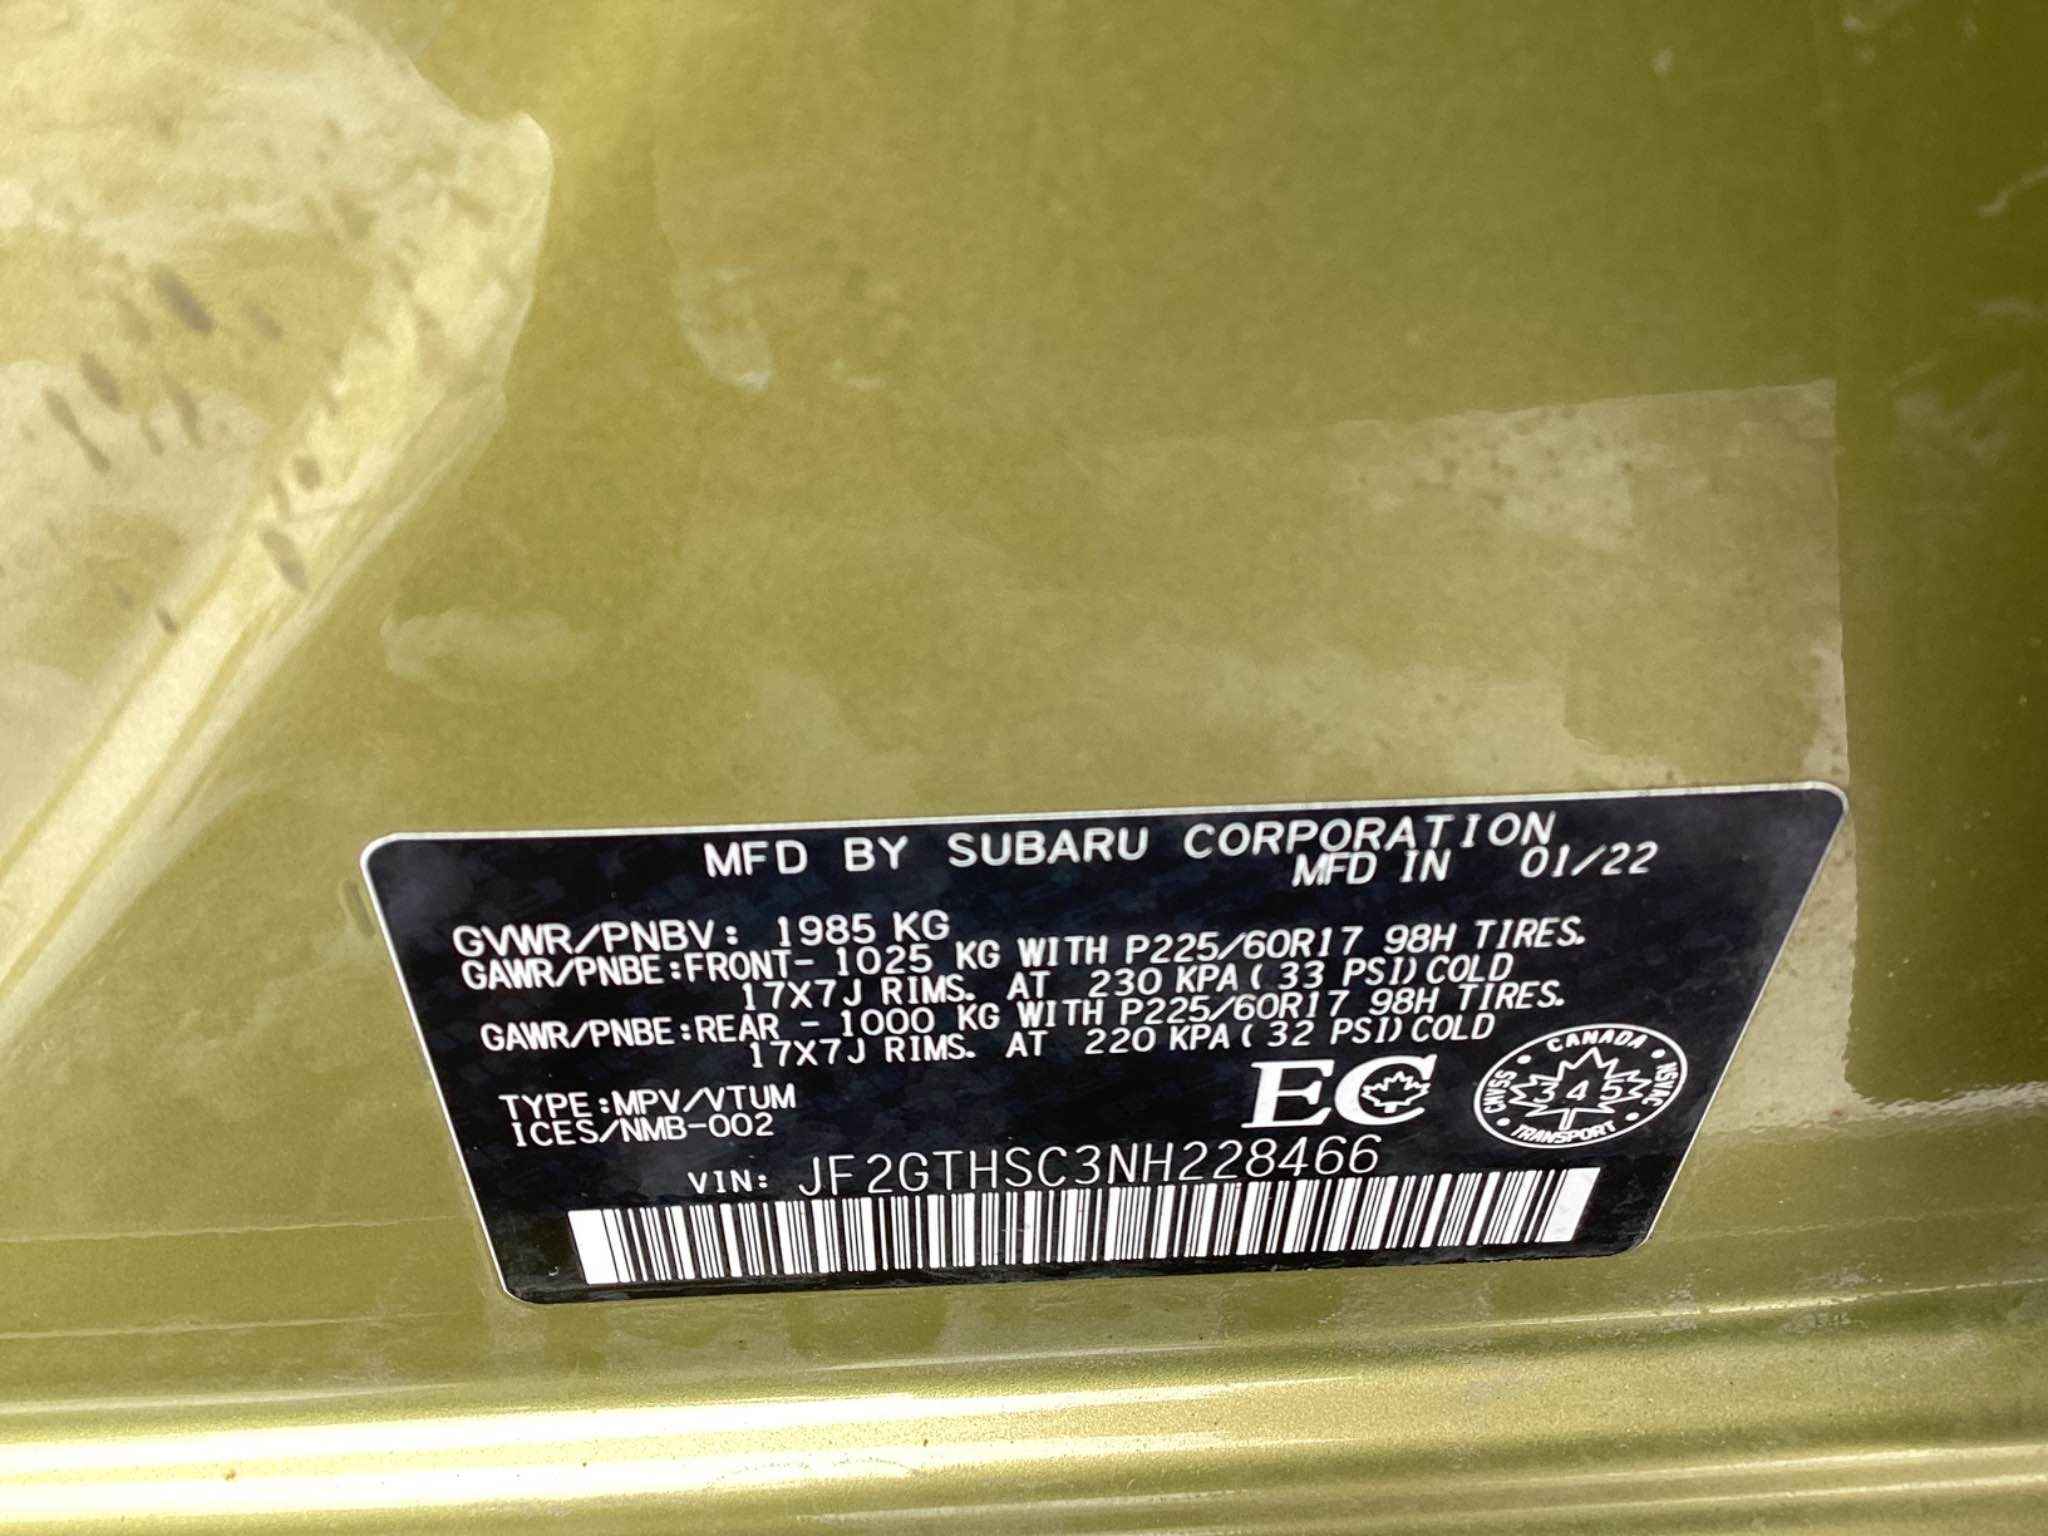 MFD BY SUBARU CORPORATION
MFD IN 01/22
GVWR/PNBV: 1985 KG
GAWR/PNBE:FRONT- 1025 KG WITH P225/60R17 98H TIRES.
17X7J RIMS. AT 230 KPA( 33 PSI)COLD
GAWR/PNBE:REAR - 1000 KG WITH P225/60R17 98H TIRES.
17X7J RIMS. AT 220 KPA( 32 PSI)COLD
TYPE:MPV/VTUM
ICES/NMB-002
EC
CANADA
CMVSS 345 NSVAC
TRANSPORT
VIN: JF2GTHSC3NH228466